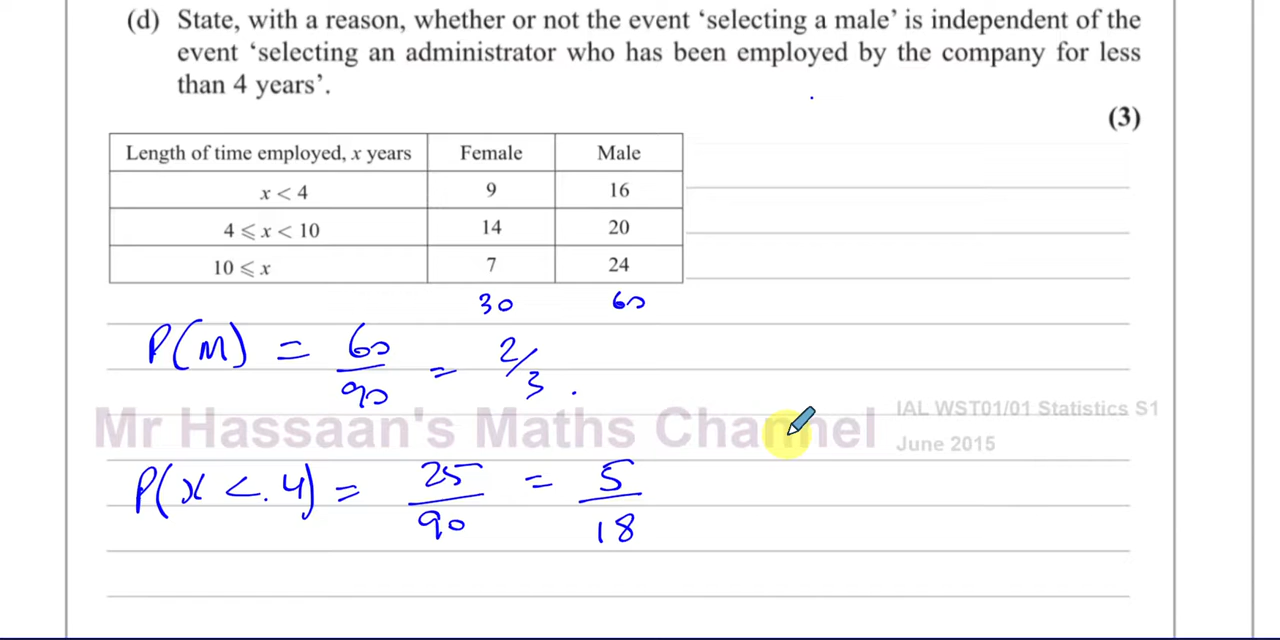 (d) State, with a reason, whether or not the event ‘selecting a male’ is independent of the
event ‘selecting an administrator who has been employed by the company for less
than 4 years’.
(3)
Length of time employed, x years Female Male
x < 4 9 16
4 ⩽ x < 10 14 20
10 ⩽ x 7 24
30 60
P(M) = 60/90 = 2/3 .
Mr Hassaan's Maths Channel
IAL WST01/01 Statistics S1
June 2015
P(x < . 4) = 25/90 = 5/18